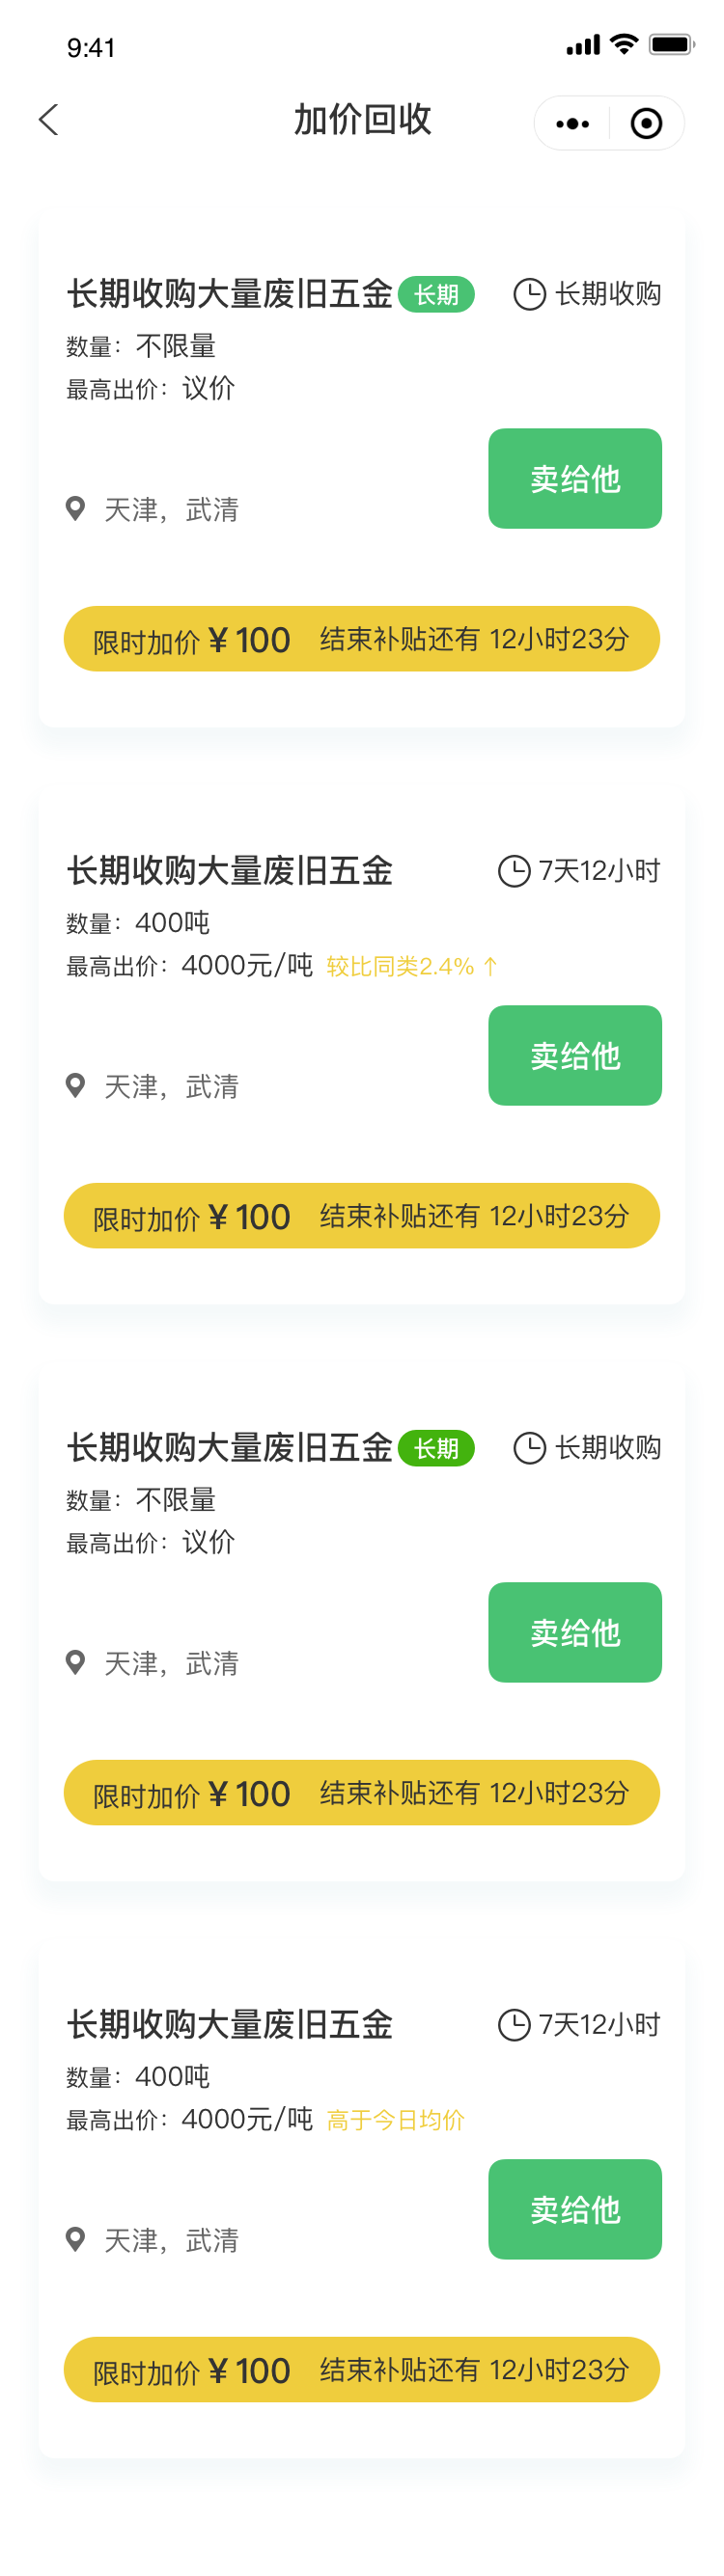 9:41
加价回收
长期收购大量废旧五金 长期 长期收购
数量：不限量
最高出价：议价
卖给他
天津，武清
限时加价 ¥ 100 结束补贴还有 12小时23分
长期收购大量废旧五金 7天12小时
数量：400吨
最高出价：4000元/吨 较比同类2.4% ↑
卖给他
天津，武清
限时加价 ¥ 100 结束补贴还有 12小时23分
长期收购大量废旧五金 长期 长期收购
数量：不限量
最高出价：议价
卖给他
天津，武清
限时加价 ¥ 100 结束补贴还有 12小时23分
长期收购大量废旧五金 7天12小时
数量：400吨
最高出价：4000元/吨 高于今日均价
卖给他
天津，武清
限时加价 ¥ 100 结束补贴还有 12小时23分